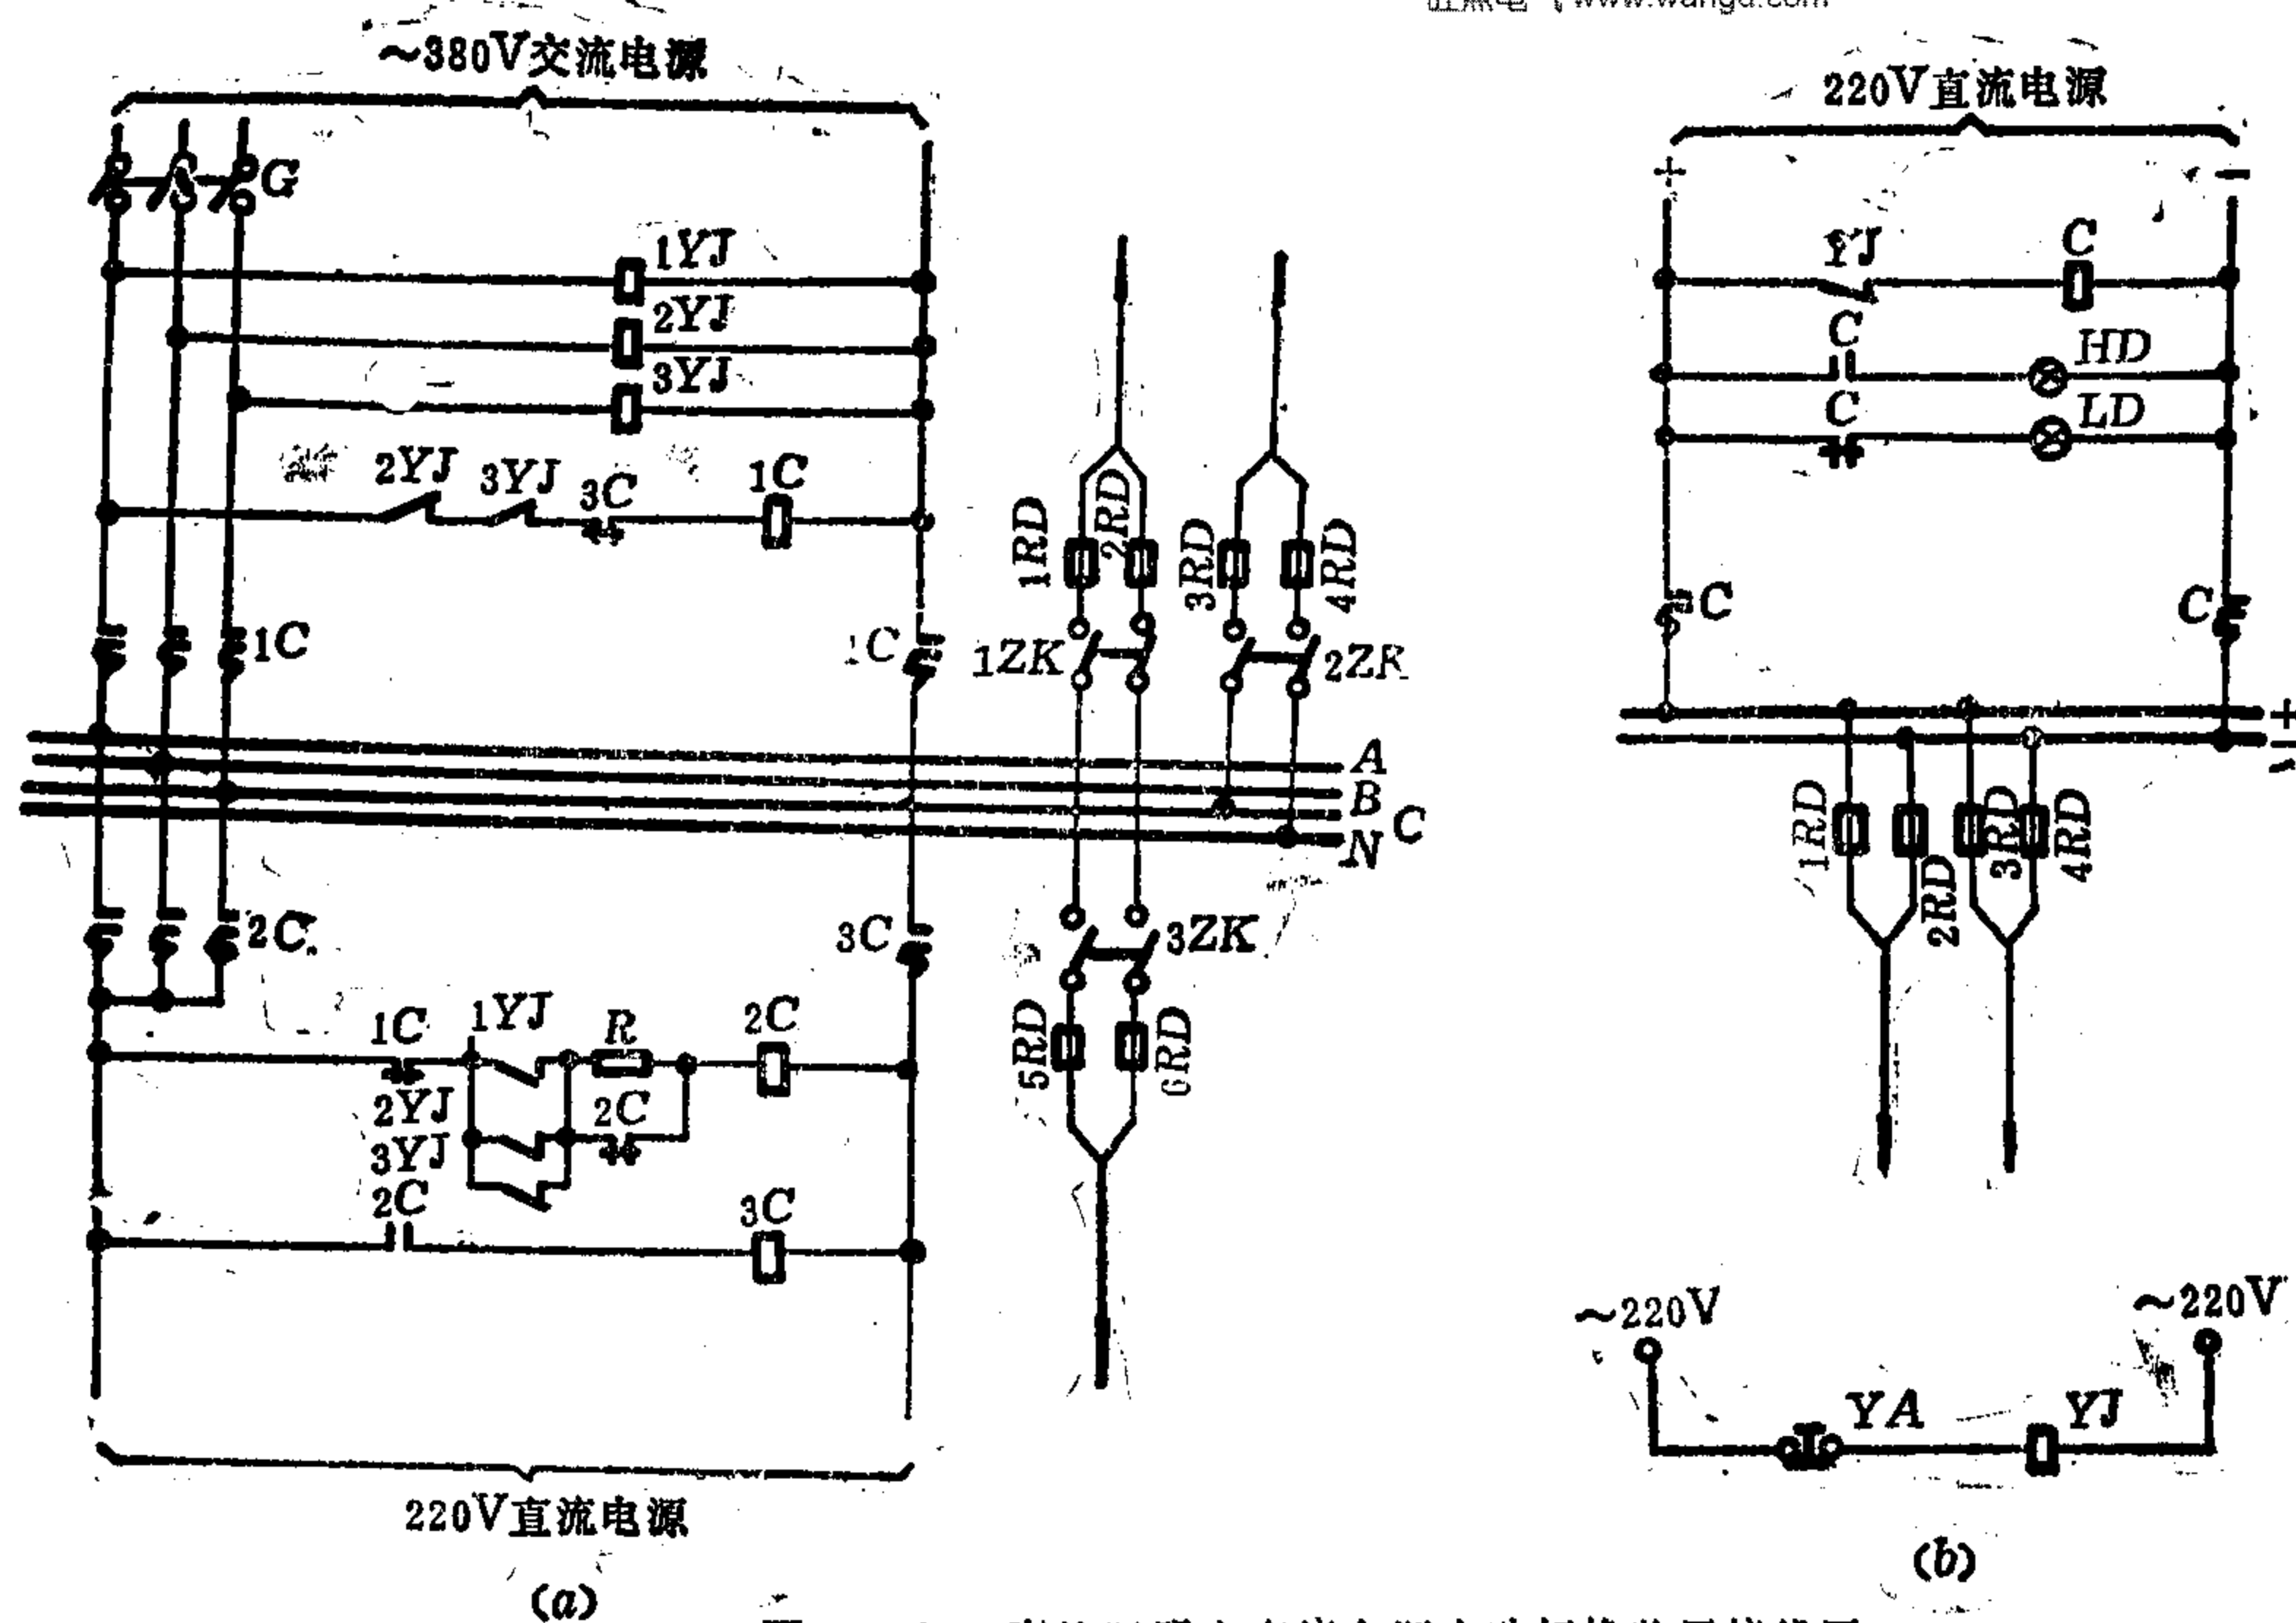 www.wangd.com
~380V交流电源
220V直流电源
G
+
-
1YJ
2YJ
3YJ
2YJ
3YJ
3C
1C
1RD
2RD
3RD
4RD
1C
1C
1ZK
A
B
C
N
2C
3C
3ZK
5RD
6RD
1C
1YJ
R
2C
2YJ
2C
3YJ
2C
3C
220V直流电源
(a)
YJ
C
C
HD
C
LD
C
C
+
-
1RD
2RD
3RD
4RD
~220V
~220V
YA
YJ
(b)